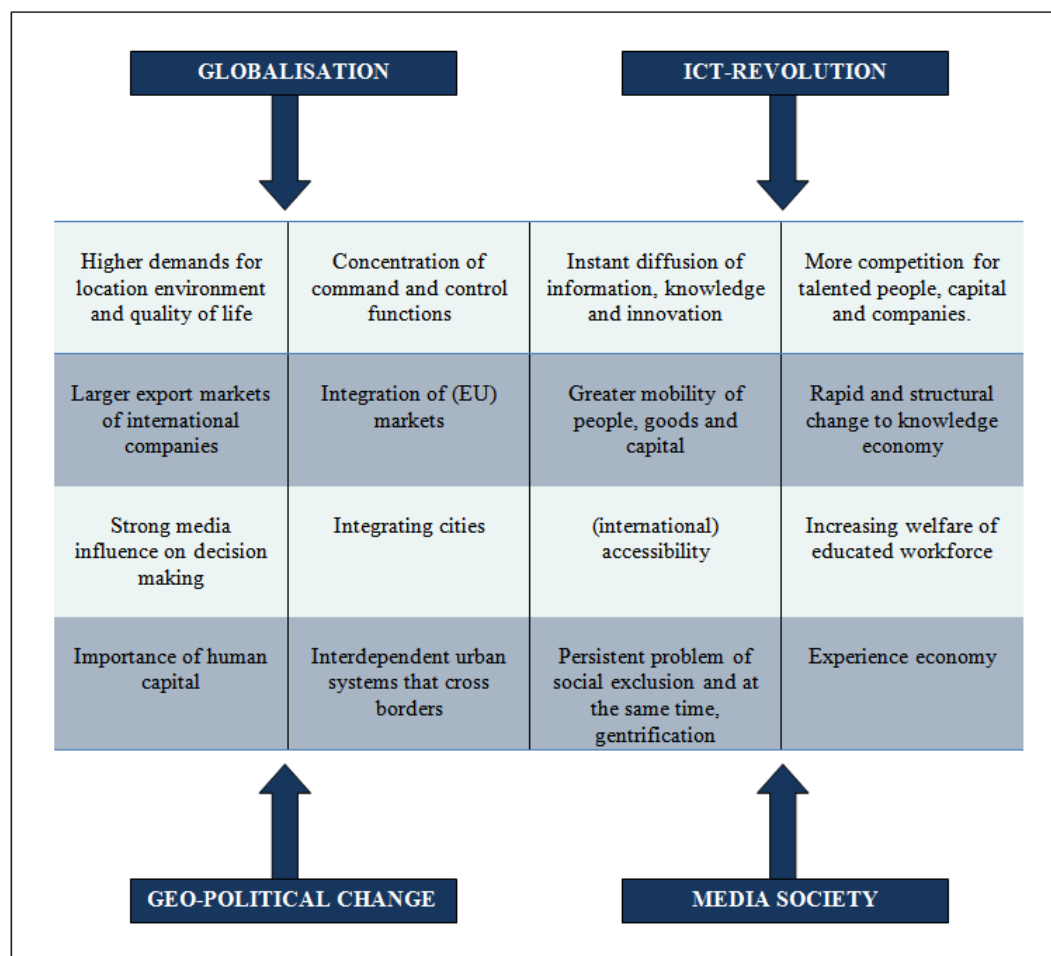 GLOBALISATION
ICT-REVOLUTION
Higher demands for
location environment
and quality of life
Concentration of
command and control
functions
Instant diffusion of
information, knowledge
and innovation
More competition for
talented people, capital
and companies.
Larger export markets
of international
companies
Integration of (EU)
markets
Greater mobility of
people, goods and
capital
Rapid and structural
change to knowledge
economy
Strong media
influence on decision
making
Integrating cities
(international)
accessibility
Increasing welfare of
educated workforce
Importance of human
capital
Interdependent urban
systems that cross
borders
Persistent problem of
social exclusion and at
the same time,
gentrification
Experience economy
GEO-POLITICAL CHANGE
MEDIA SOCIETY